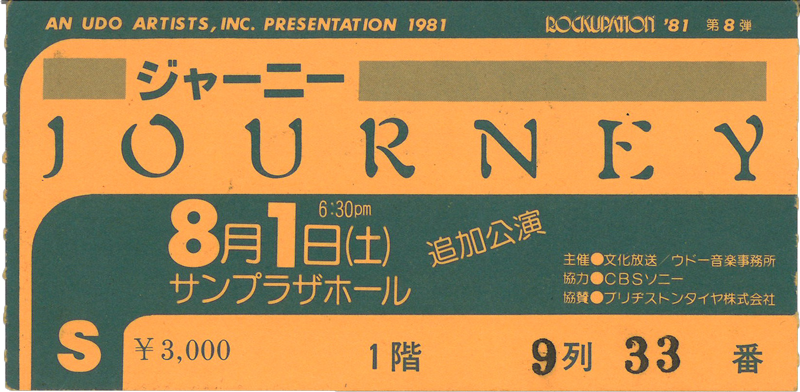 AN UDO ARTISTS, INC. PRESENTATION 1981 ROCKUPATION '81 第8弾
ジャーニー
JOURNEY
6:30pm
8月1日(土) 追加公演
サンプラザホール
主催●文化放送/ウドー音楽事務所
協力●CBSソニー
協賛●ブリヂストンタイヤ株式会社
S ¥3,000 1階 9列 33番